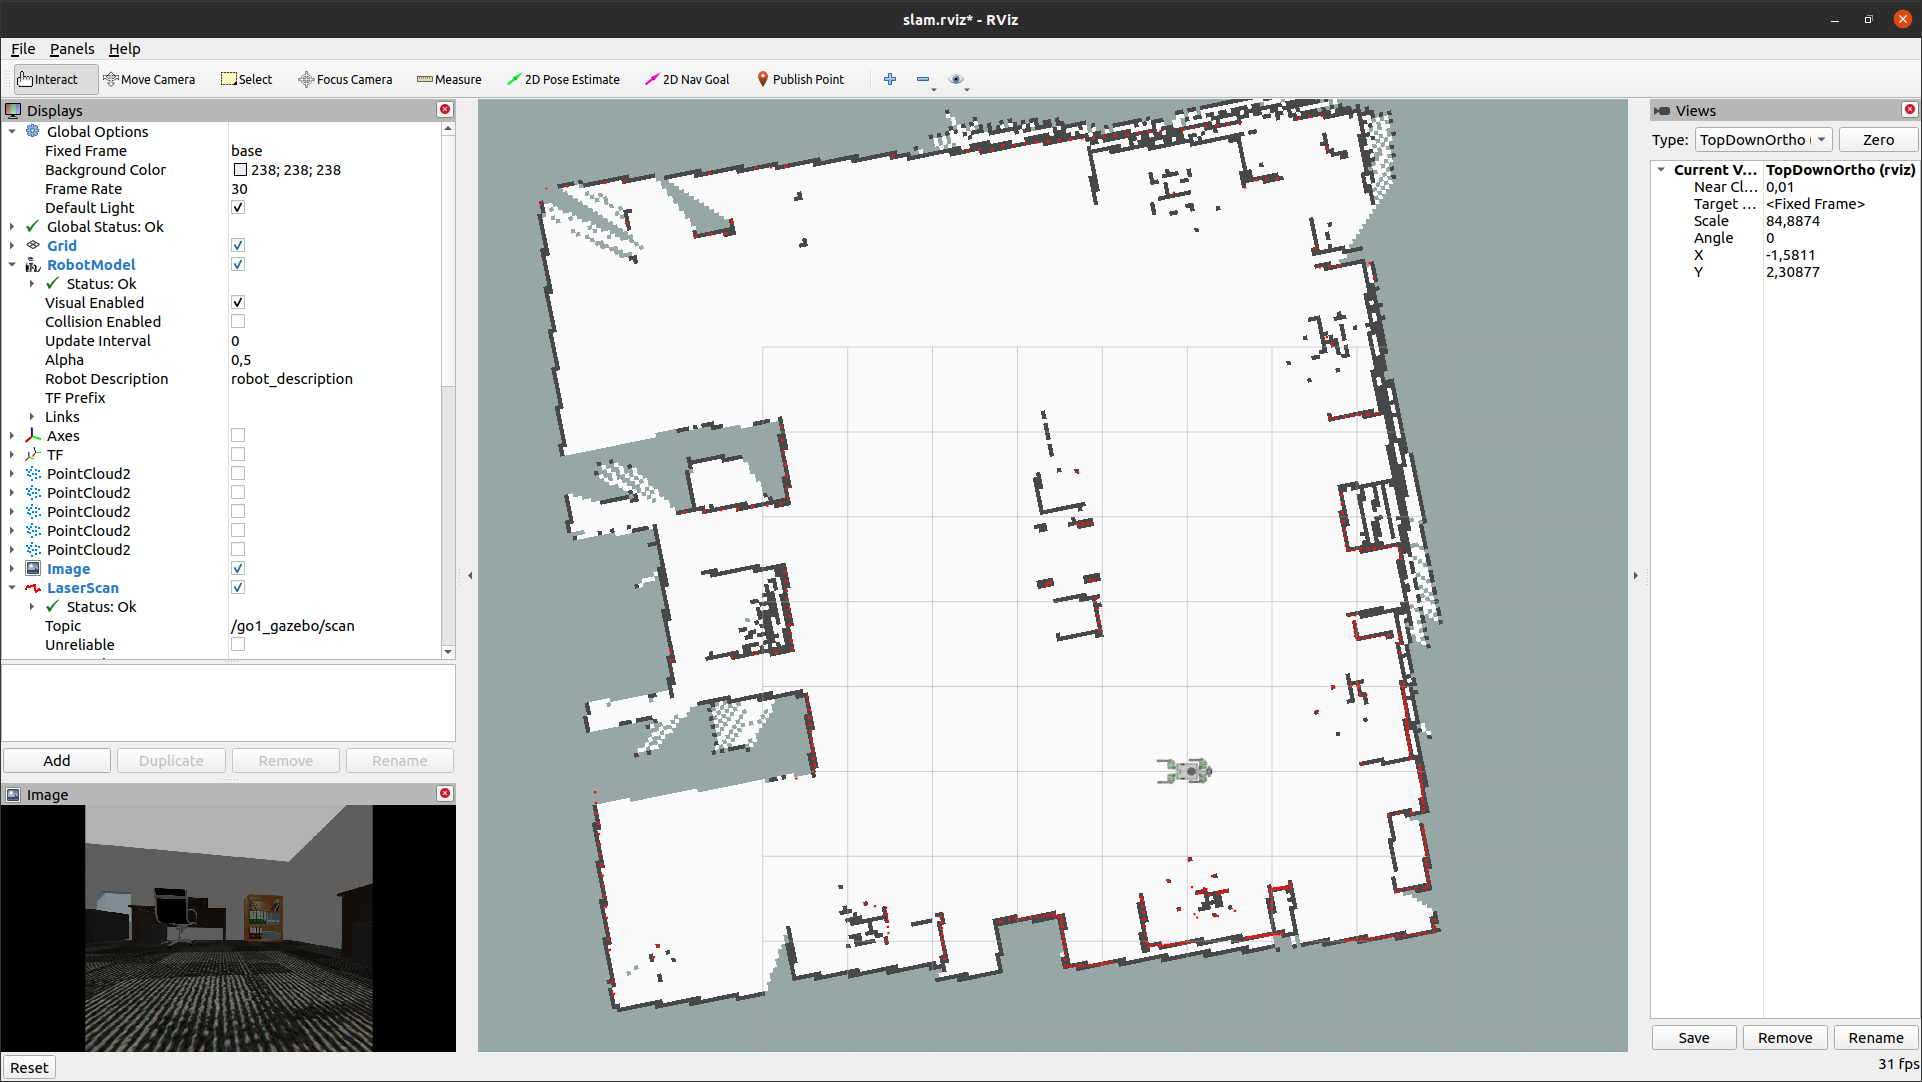 slam.rviz* - RViz
File Panels Help
Interact Move Camera Select Focus Camera Measure 2D Pose Estimate 2D Nav Goal Publish Point
Displays
Global Options
Fixed Frame base
Background Color 238; 238; 238
Frame Rate 30
Default Light
Global Status: Ok
Grid
RobotModel
Status: Ok
Visual Enabled
Collision Enabled
Update Interval 0
Alpha 0,5
Robot Description robot_description
TF Prefix
Links
Axes
TF
PointCloud2
PointCloud2
PointCloud2
PointCloud2
PointCloud2
Image
LaserScan
Status: Ok
Topic /go1_gazebo/scan
Unreliable
Add Duplicate Remove Rename
Image
Reset
Views
Type: TopDownOrtho ( Zero
Current V... TopDownOrtho (rviz)
Near Cl... 0,01
Target ... <Fixed Frame>
Scale 84,8874
Angle 0
X -1,5811
Y 2,30877
Save Remove Rename
31 fps